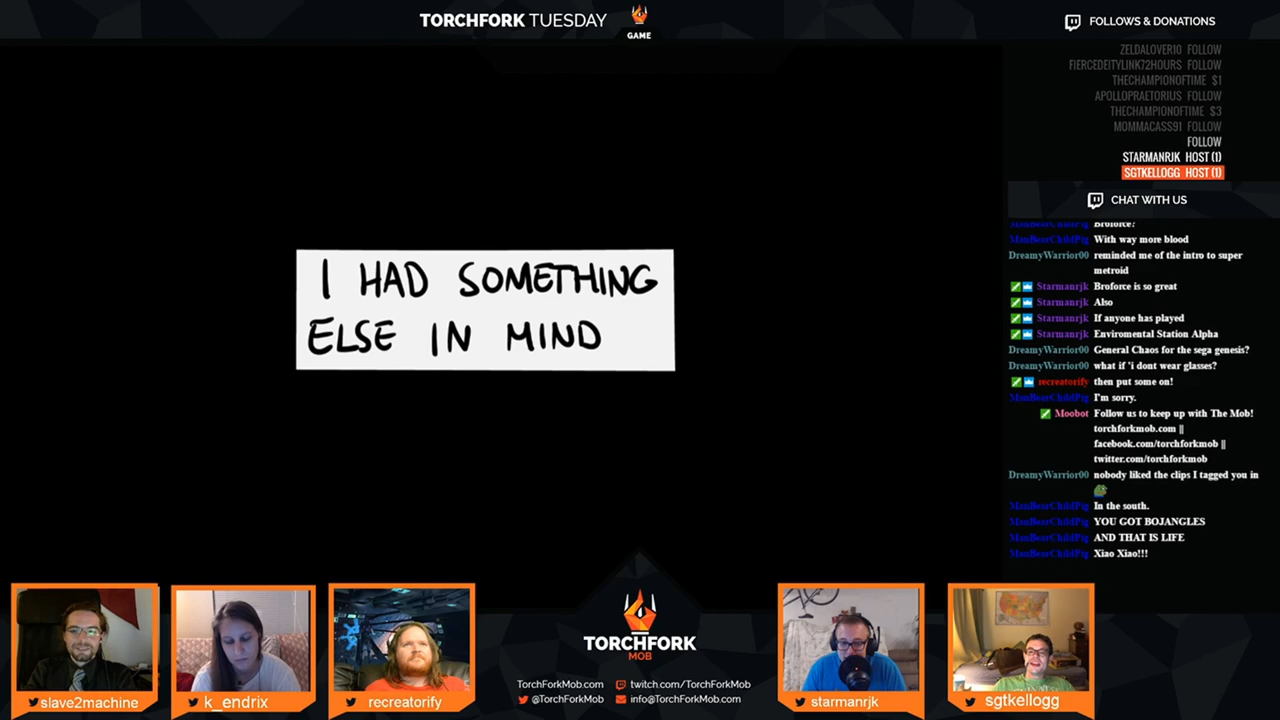 TORCHFORK TUESDAY
GAME
FOLLOWS & DONATIONS
ZELDALOVER10 FOLLOW
FIERCEDEITYLINK72HOURS FOLLOW
THECHAMPIONOFTIME $1
APOLLOPRAETORIUS FOLLOW
THECHAMPIONOFTIME $3
MOMMACASS91 FOLLOW
FOLLOW
STARMANRJK HOST (1)
SGTKELLOGG HOST (1)
CHAT WITH US
ManBearChildPig Broforce?
ManBearChildPig With way more blood
DreamyWarrior00 reminded me of the intro to super
metroid
Starmanrjk Broforce is so great
Starmanrjk Also
Starmanrjk If anyone has played
Starmanrjk Enviromental Station Alpha
DreamyWarrior00 General Chaos for the sega genesis?
DreamyWarrior00 what if 'i dont wear glasses?
recreatorify then put some on!
ManBearChildPig I'm sorry.
Moobot Follow us to keep up with The Mob!
torchforkmob.com ||
facebook.com/torchforkmob ||
twitter.com/torchforkmob
DreamyWarrior00 nobody liked the clips I tagged you in
ManBearChildPig In the south.
ManBearChildPig YOU GOT BOJANGLES
ManBearChildPig AND THAT IS LIFE
ManBearChildPig Xiao Xiao!!!
I HAD SOMETHING
ELSE IN MIND
slave2machine
k_endrix
recreatorify
TORCHFORK
MOB
TorchForkMob.com twitch.com/TorchForkMob
@TorchForkMob info@TorchForkMob.com
starmanrjk
sgtkellogg